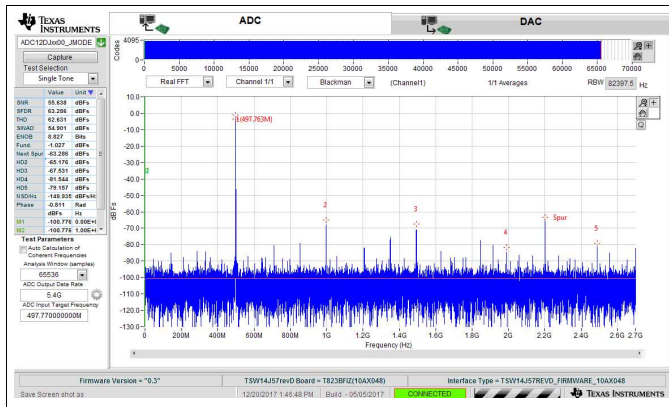 TEXAS INSTRUMENTS
ADC
DAC
ADC12DJxx00_JMODE
Capture
Test Selection
Single Tone
Value Unit
SNR 55.638 dBFs
SFDR 63.286 dBFs
THD 62.631 dBFs
SINAD 54.901 dBFs
ENOB 8.827 Bits
Fund. -1.027 dBFs
Next Spur -63.286 dBFs
HD2 -65.176 dBFs
HD3 -67.531 dBFs
HD4 -81.544 dBFs
HD5 -79.157 dBFs
NSD/Hz -149.935 dBFs/Hz
Phase -0.811 Rad
dBFs Hz
M1 -100.776 0.00E+
M2 -100.776 1.00E+
Test Parameters
Auto Calculation of
Coherent Frequencies
Analysis Window (samples)
65536
ADC Output Data Rate
5.4G
ADC Input Target Frequency
497.770000000M
Codes
4095
0
0 5000 10000 15000 20000 25000 30000 35000 40000 45000 50000 55000 60000 65000 70000
Real FFT
Channel 1/1
Blackman
(Channel1)
1/1 Averages
RBW 82397.5 Hz
dBFs
10.0
0.0
-10.0
-20.0
-30.0
-40.0
-50.0
-60.0
-70.0
-80.0
-90.0
-100.0
-110.0
-120.0
-130.0
(497.763M)
2
3
4
Spur
5
0 200M 400M 600M 800M 1G 1.2G 1.4G 1.6G 1.8G 2G 2.2G 2.4G 2.6G 2.7G
Frequency (Hz)
Firmware Version = "0.3"
TSW14J57revD Board = T823BFIZ(10AX048)
Interface Type = TSW14J57REVD_FIRMWARE_10AX048
Save Screen shot as
12/20/2017 1:46:48 PM
Build - 05/05/2017
CONNECTED
TEXAS INSTRUMENTS